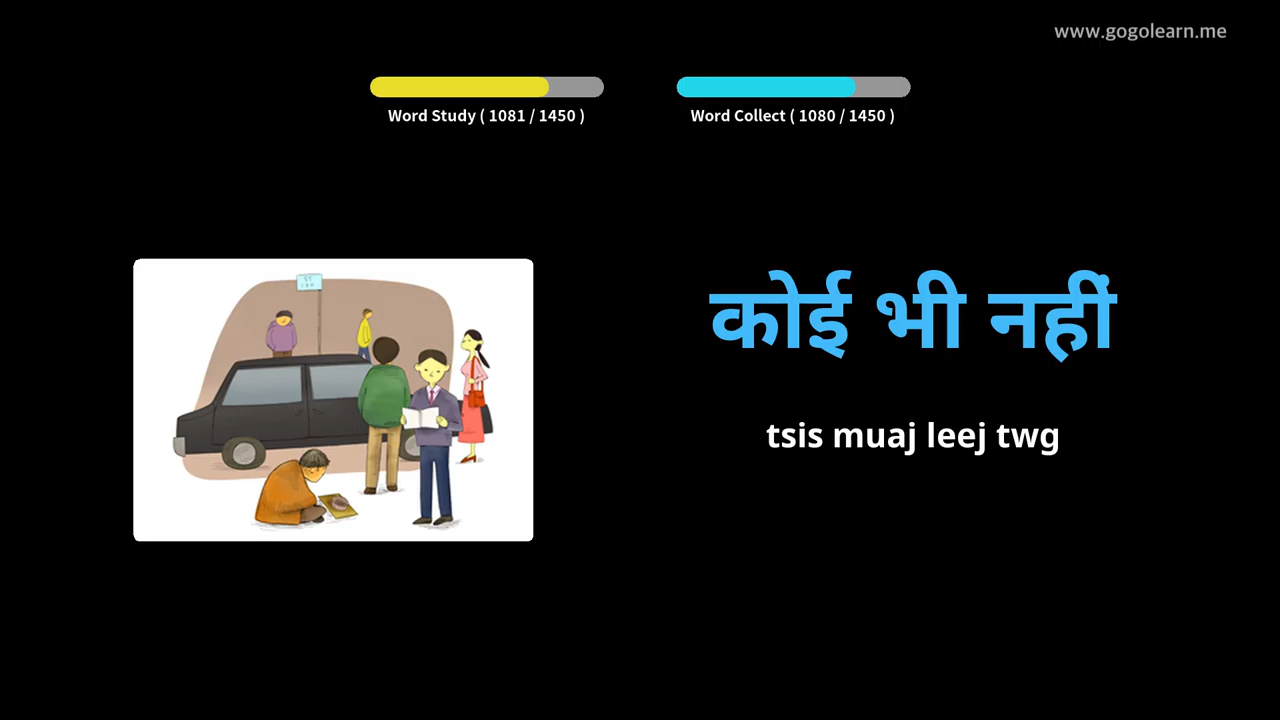 www.gogolearn.me
Word Study ( 1081 / 1450 )
Word Collect ( 1080 / 1450 )
कोई भी नहीं
tsis muaj leej twg